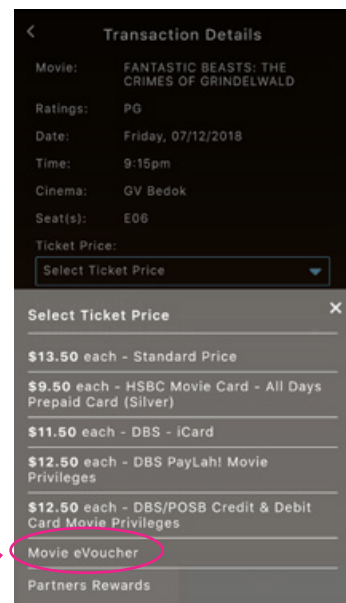 Transaction Details
Movie: FANTASTIC BEASTS: THE
CRIMES OF GRINDELWALD
Ratings: PG
Date: Friday, 07/12/2018
Time: 9:15pm
Cinema: GV Bedok
Seat(s): E06
Ticket Price:
Select Ticket Price
Select Ticket Price
$13.50 each - Standard Price
$9.50 each - HSBC Movie Card - All Days
Prepaid Card (Silver)
$11.50 each - DBS - iCard
$12.50 each - DBS PayLah! Movie
Privileges
$12.50 each - DBS/POSB Credit & Debit
Card Movie Privileges
Movie eVoucher
Partners Rewards